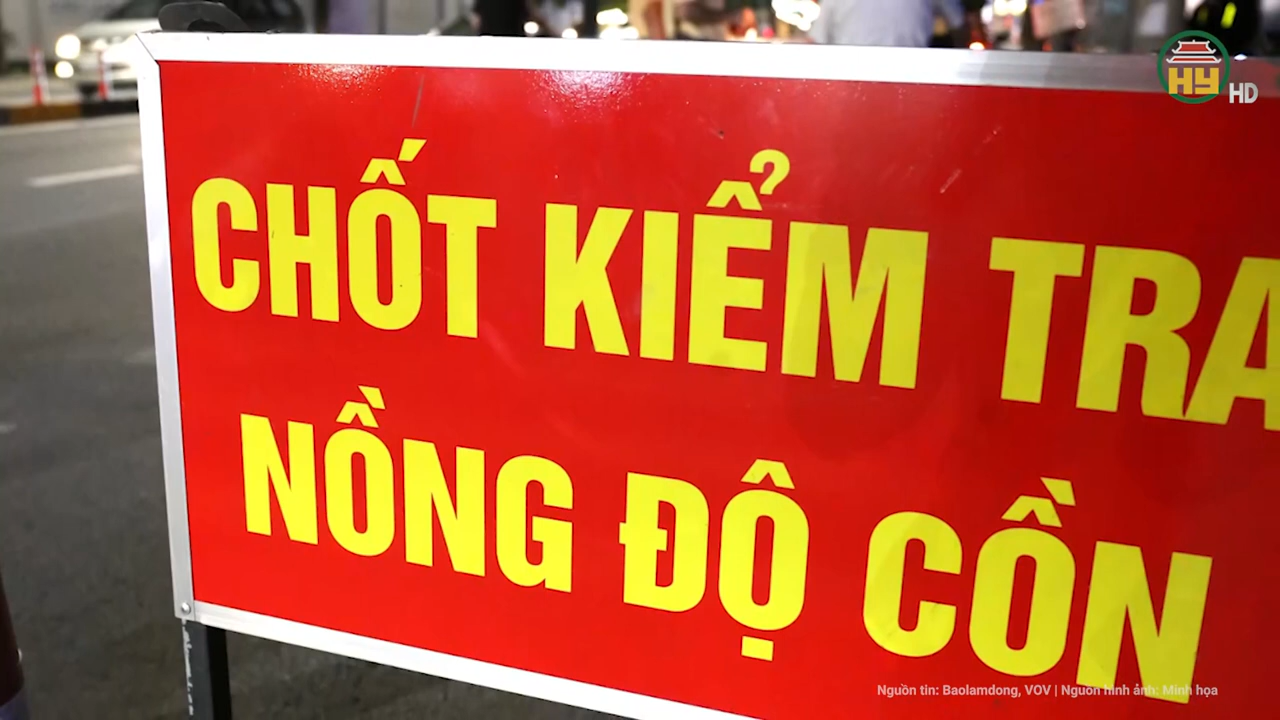 HY HD
CHỐT KIỂM TRA
NỒNG ĐỘ CỒN
Nguồn tin: Baolamdong, VOV | Nguồn hình ảnh: Minh họa